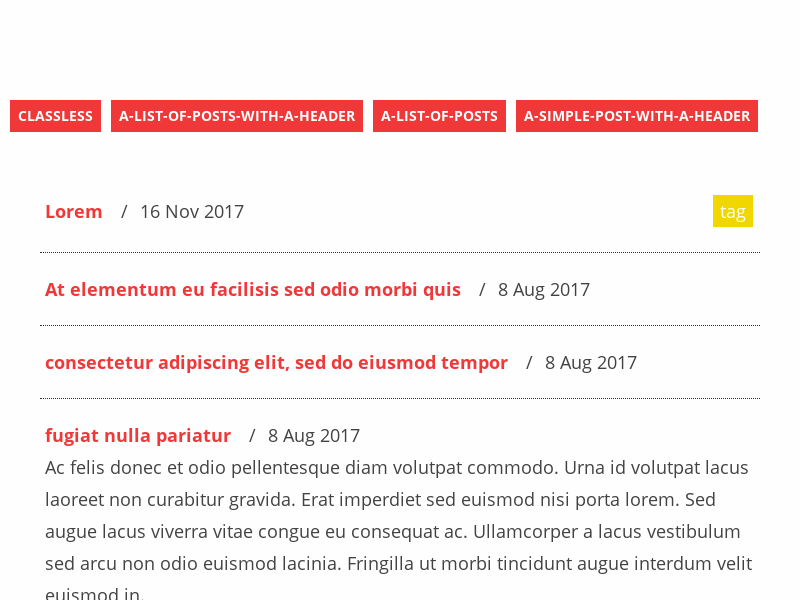 CLASSLESS A-LIST-OF-POSTS-WITH-A-HEADER A-LIST-OF-POSTS A-SIMPLE-POST-WITH-A-HEADER
Lorem / 16 Nov 2017 tag
At elementum eu facilisis sed odio morbi quis / 8 Aug 2017
consectetur adipiscing elit, sed do eiusmod tempor / 8 Aug 2017
fugiat nulla pariatur / 8 Aug 2017
Ac felis donec et odio pellentesque diam volutpat commodo. Urna id volutpat lacus
laoreet non curabitur gravida. Erat imperdiet sed euismod nisi porta lorem. Sed
augue lacus viverra vitae congue eu consequat ac. Ullamcorper a lacus vestibulum
sed arcu non odio euismod lacinia. Fringilla ut morbi tincidunt augue interdum velit
euismod in.